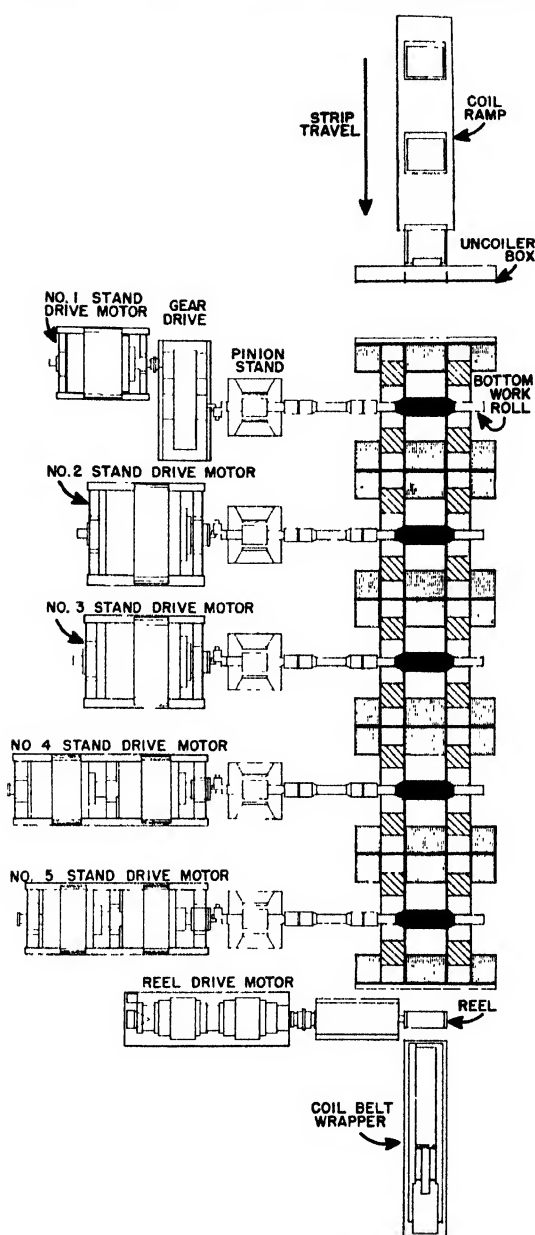 STRIP
TRAVEL
COIL
RAMP
UNCOILER
BOX
NO. 1 STAND
DRIVE MOTOR
GEAR
DRIVE
PINION
STAND
BOTTOM
WORK
ROLL
NO. 2 STAND DRIVE MOTOR
NO. 3 STAND DRIVE MOTOR
NO 4 STAND DRIVE MOTOR
NO. 5 STAND DRIVE MOTOR
REEL DRIVE MOTOR
REEL
COIL BELT
WRAPPER